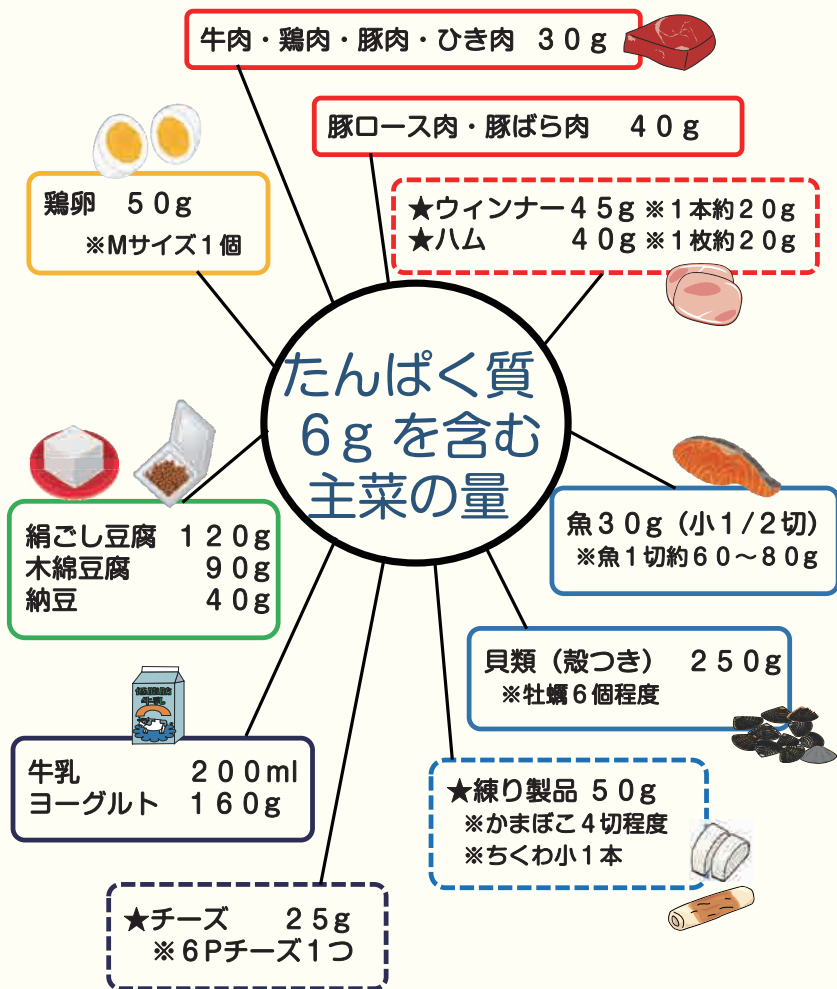 牛肉・鶏肉・豚肉・ひき肉 30g
豚ロース肉・豚ばら肉 40g
★ウィンナー45g ※1本約20g
★ハム 40g ※1枚約20g
鶏卵 50g
※Mサイズ1個
たんぱく質
6g を含む
主菜の量
絹ごし豆腐 120g
木綿豆腐 90g
納豆 40g
魚30g(小1/2切)
※魚1切約60~80g
貝類(殻つき) 250g
※牡蠣6個程度
牛乳
牛乳 200ml
ヨーグルト 160g
★練り製品 50g
※かまぼこ4切程度
※ちくわ小1本
★チーズ 25g
※6Pチーズ1つ